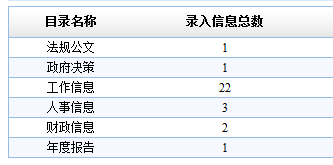 目录名称 录入信息总数
法规公文 1
政府决策 1
工作信息 22
人事信息 3
财政信息 2
年度报告 1